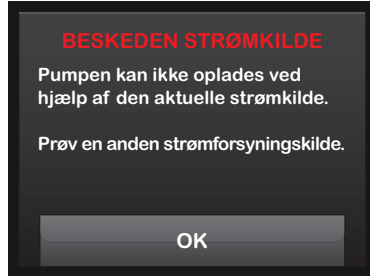 BESKEDEN STRØMKILDE
Pumpen kan ikke oplades ved
hjælp af den aktuelle strømkilde.
Prøv en anden strømforsyningskilde.
OK